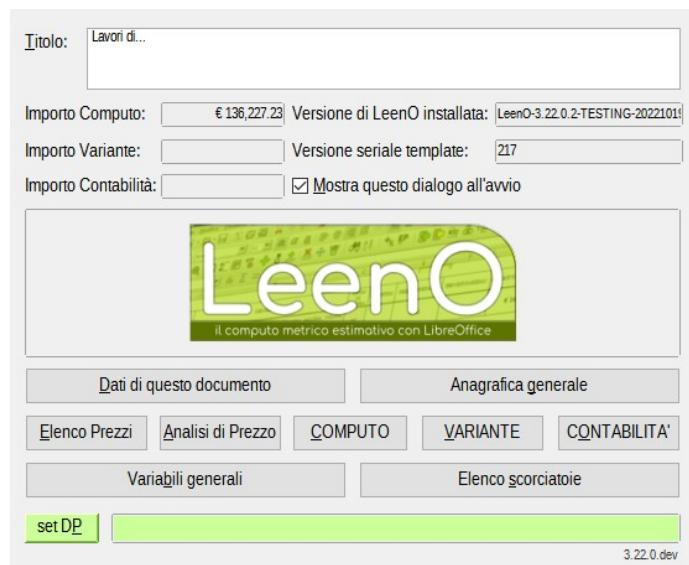 Titolo: Lavori di...
Importo Computo: € 136,227.23 Versione di LeenO installata: LeenO-3.22.0.2-TESTING-20221019
Importo Variante: Versione seriale template: 217
Importo Contabilità: Mostra questo dialogo all'avvio
LeenO
il computo metrico estimativo con LibreOffice
Dati di questo documento Anagrafica generale
Elenco Prezzi Analisi di Prezzo COMPUTO VARIANTE CONTABILITA'
Variabili generali Elenco scorciatoie
set DP
3.22.0.dev